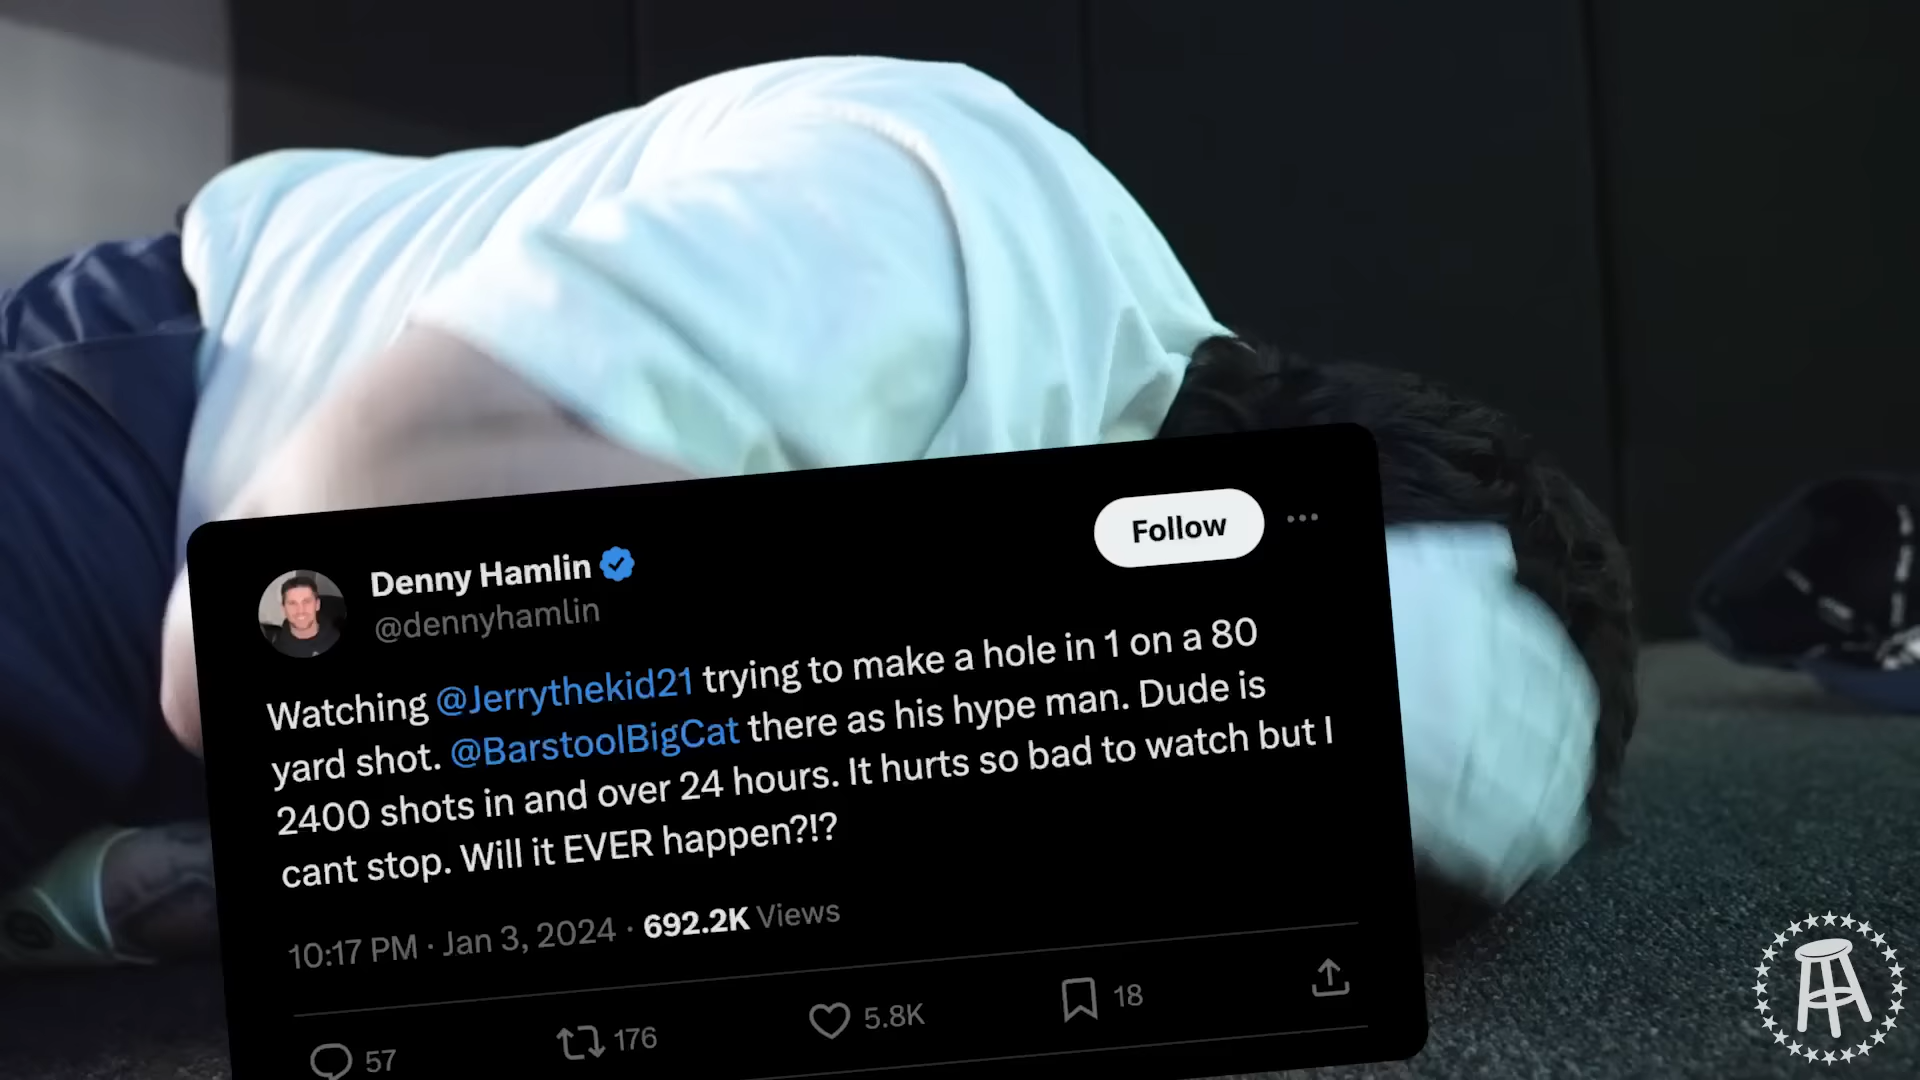 Denny Hamlin
@dennyhamlin
Follow
Watching @Jerrythekid21 trying to make a hole in 1 on a 80
yard shot. @BarstoolBigCat there as his hype man. Dude is
2400 shots in and over 24 hours. It hurts so bad to watch but I
cant stop. Will it EVER happen?!?
10:17 PM · Jan 3, 2024 · 692.2K Views
57 176 5.8K 18